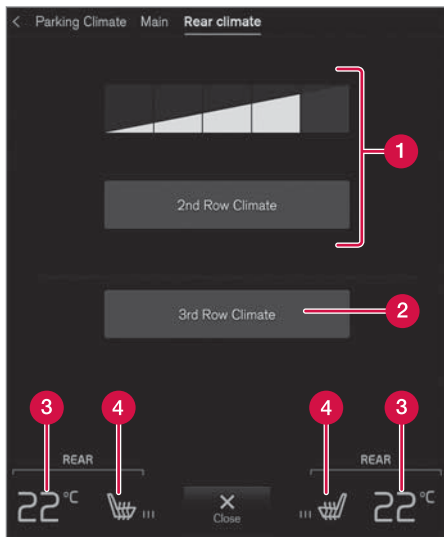 < Parking Climate Main Rear climate
1
2nd Row Climate
3rd Row Climate
2
3 4 4 3
REAR REAR
22°C 22°C
Close